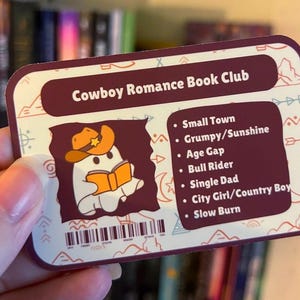 Cowboy Romance Book Club
• Small Town
• Grumpy/Sunshine
• Age Gap
• Bull Rider
• Single Dad
• City Girl/Country Boy
• Slow Burn